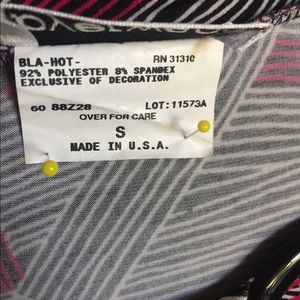 BLA-HOT-
RN 31310
92% POLYESTER 8% SPANDEX
EXCLUSIVE OF DECORATION
60 88Z28 LOT:11573A
OVER FOR CARE
S
MADE IN U.S.A.